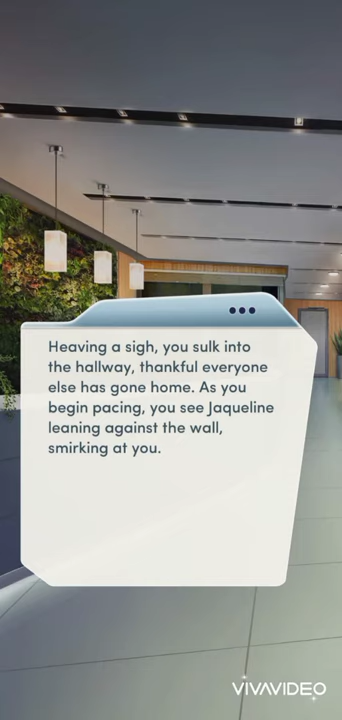 Heaving a sigh, you sulk into
the hallway, thankful everyone
else has gone home. As you
begin pacing, you see Jaqueline
leaning against the wall,
smirking at you.
VIVAVIDEO